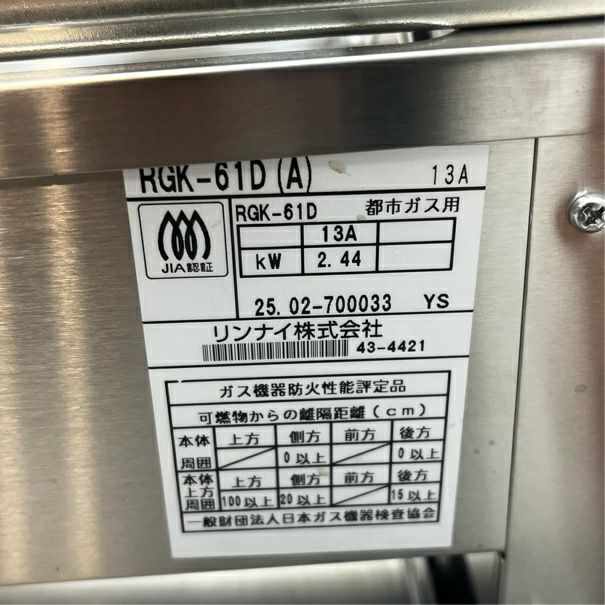 RGK-61D(A) 13A
JIA認証
RGK-61D 都市ガス用
13A
kW 2.44
25.02-700033 YS
リンナイ株式会社
43-4421
ガス機器防火性能評定品
可燃物からの離隔距離(cm)
本体周囲 上方 側方 前方 後方
0以上 0以上
本体上方周囲 上方 側方 前方 後方
100以上 20以上 15以上
一般財団法人日本ガス機器検査協会